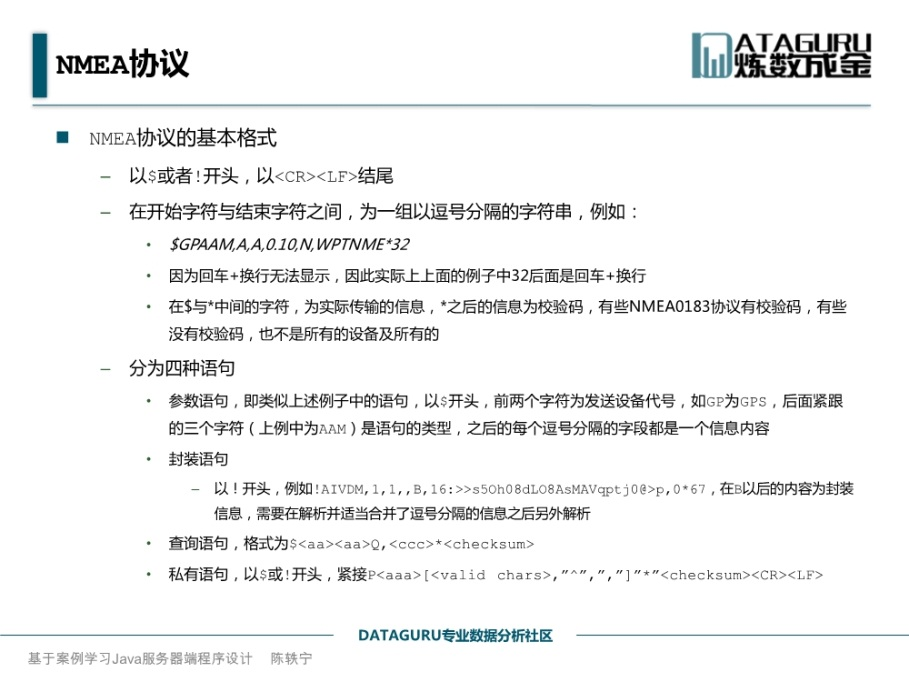 NMEA协议
DATAGURU
炼数成金
NMEA协议的基本格式
– 以$或者!开头，以<CR><LF>结尾
– 在开始字符与结束字符之间，为一组以逗号分隔的字符串，例如：
• $GPAAM,A,A,0.10,N,WPTNME*32
• 因为回车+换行无法显示，因此实际上上面的例子中32后面是回车+换行
• 在$与*中间的字符，为实际传输的信息，*之后的信息为校验码，有些NMEA0183协议有校验码，有些
没有校验码，也不是所有的设备及所有的
– 分为四种语句
• 参数语句，即类似上述例子中的语句，以$开头，前两个字符为发送设备代号，如GP为GPS，后面紧跟
的三个字符（上例中为AAM）是语句的类型，之后的每个逗号分隔的字段都是一个信息内容
• 封装语句
– 以！开头，例如!AIVDM,1,1,,B,16:>>s5Oh08dLO8AsMAVqptj0@>p,0*67，在B以后的内容为封装
信息，需要在解析并适当合并了逗号分隔的信息之后另外解析
• 查询语句，格式为$<aa><aa>Q,<ccc>*<checksum>
• 私有语句，以$或!开头，紧接P<aaa>[<valid chars>,”^”,”,”]”*”<checksum><CR><LF>
DATAGURU专业数据分析社区
基于案例学习Java服务器端程序设计 陈轶宁